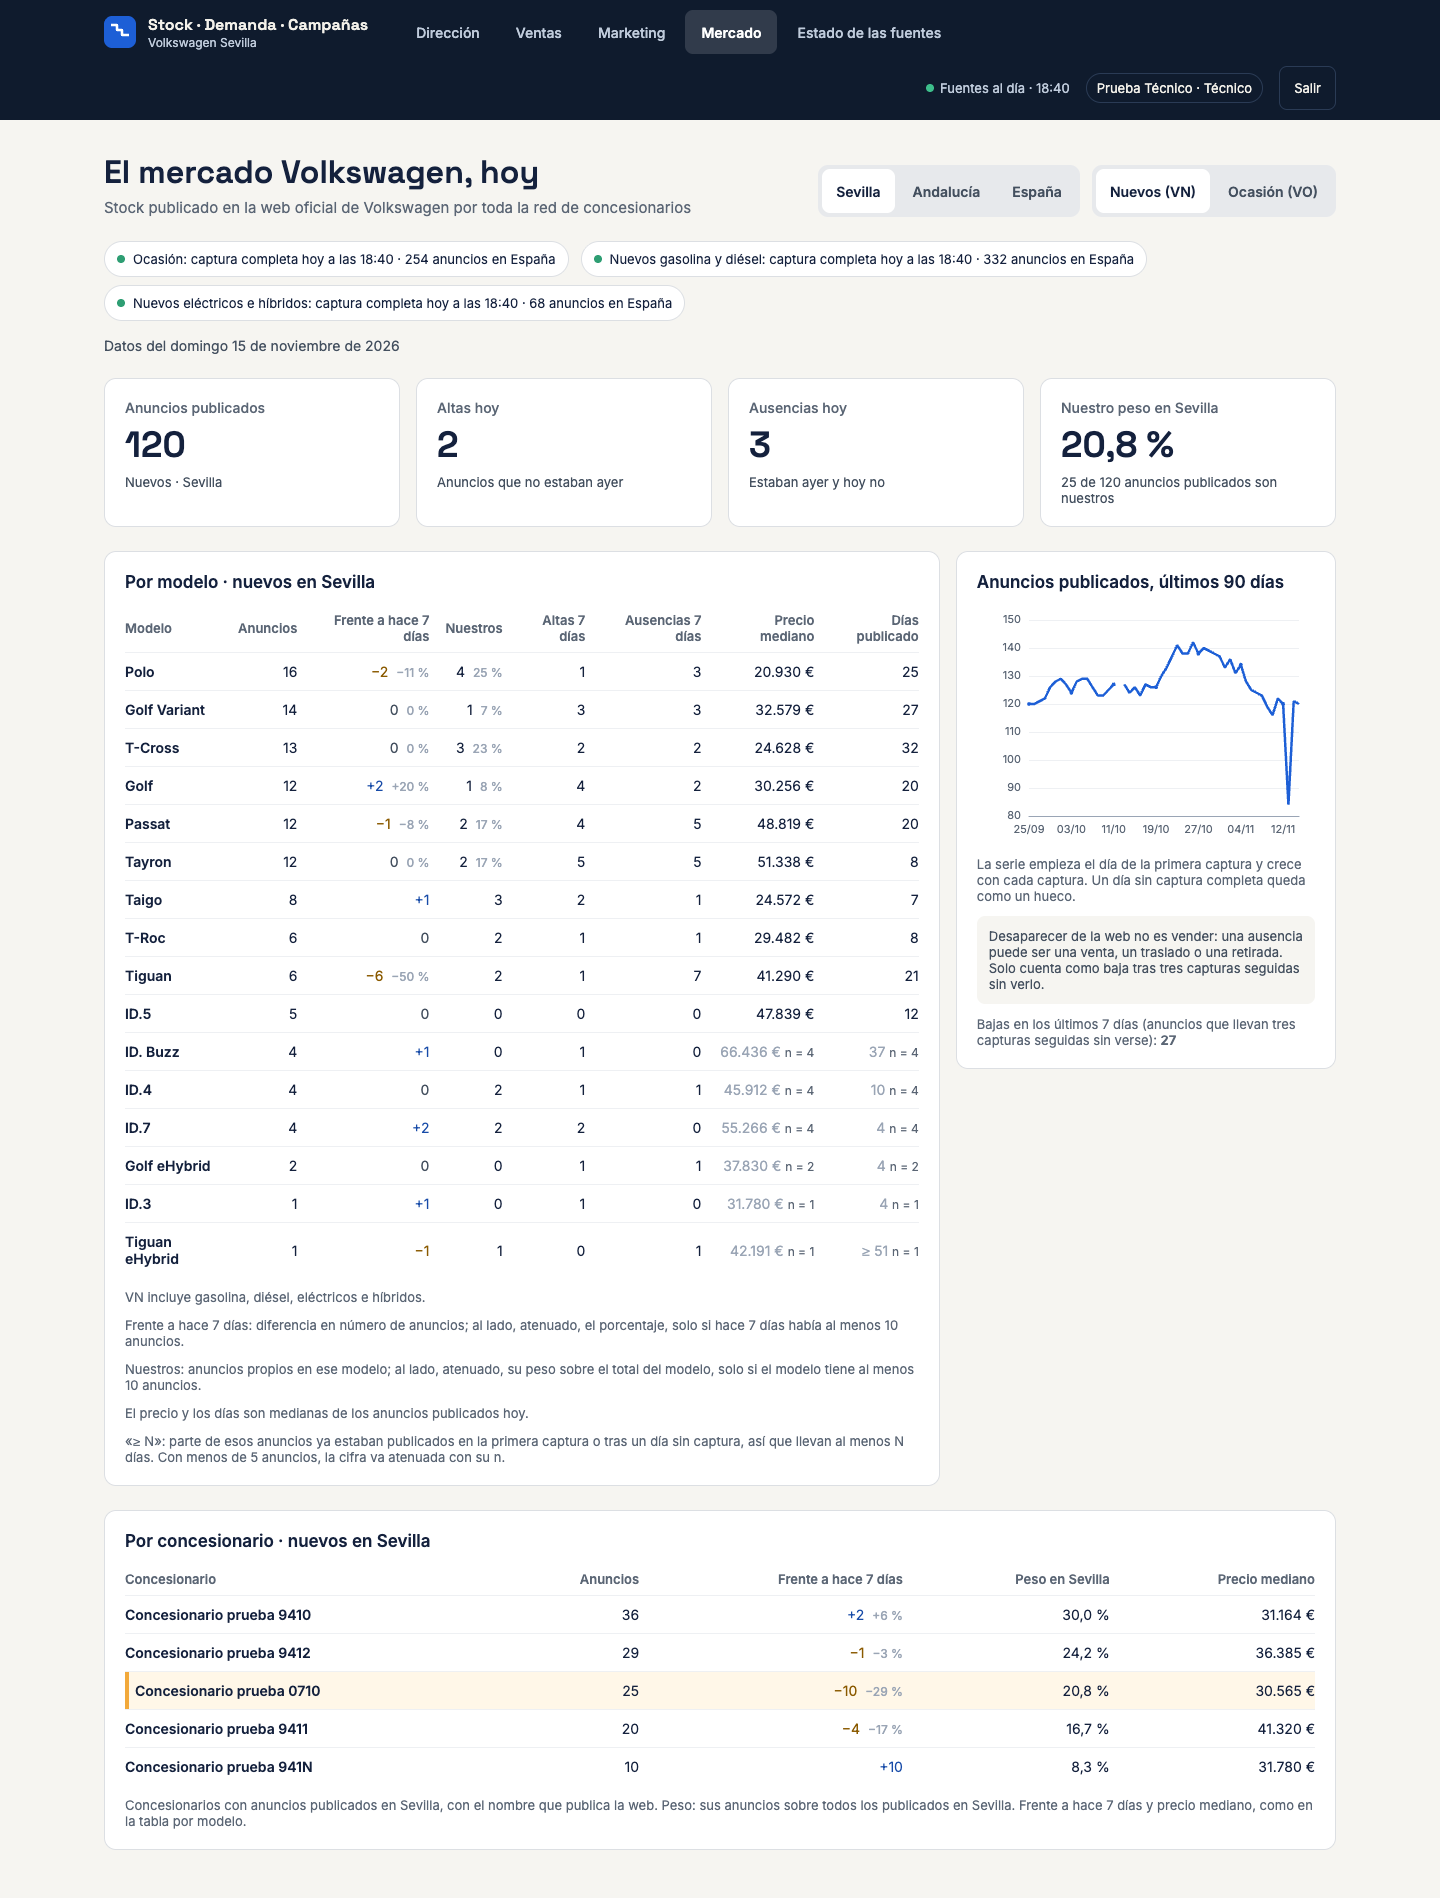 Stock · Demanda · Campañas
Volkswagen Sevilla
Dirección
Ventas
Marketing
Mercado
Estado de las fuentes
Fuentes al día · 18:40
Prueba Técnico · Técnico
Salir
El mercado Volkswagen, hoy
Stock publicado en la web oficial de Volkswagen por toda la red de concesionarios
Sevilla Andalucía España
Nuevos (VN) Ocasión (VO)
Ocasión: captura completa hoy a las 18:40 · 254 anuncios en España
Nuevos gasolina y diésel: captura completa hoy a las 18:40 · 332 anuncios en España
Nuevos eléctricos e híbridos: captura completa hoy a las 18:40 · 68 anuncios en España
Datos del domingo 15 de noviembre de 2026
Anuncios publicados
120
Nuevos · Sevilla
Altas hoy
2
Anuncios que no estaban ayer
Ausencias hoy
3
Estaban ayer y hoy no
Nuestro peso en Sevilla
20,8 %
25 de 120 anuncios publicados son
nuestros
Por modelo · nuevos en Sevilla
Modelo Anuncios Frente a hace 7 días Nuestros Altas 7 días Ausencias 7 días Precio mediano Días publicado
Polo 16 −2 −11 % 4 25 % 1 3 20.930 € 25
Golf Variant 14 0 0 % 1 7 % 3 3 32.579 € 27
T-Cross 13 0 0 % 3 23 % 2 2 24.628 € 32
Golf 12 +2 +20 % 1 8 % 4 2 30.256 € 20
Passat 12 −1 −8 % 2 17 % 4 5 48.819 € 20
Tayron 12 0 0 % 2 17 % 5 5 51.338 € 8
Taigo 8 +1 3 2 1 24.572 € 7
T-Roc 6 0 2 1 1 29.482 € 8
Tiguan 6 −6 −50 % 2 1 7 41.290 € 21
ID.5 5 0 0 0 0 47.839 € 12
ID. Buzz 4 +1 0 1 0 66.436 € n = 4 37 n = 4
ID.4 4 0 2 1 1 45.912 € n = 4 10 n = 4
ID.7 4 +2 2 2 0 55.266 € n = 4 4 n = 4
Golf eHybrid 2 0 0 1 1 37.830 € n = 2 4 n = 2
ID.3 1 +1 0 1 0 31.780 € n = 1 4 n = 1
Tiguan eHybrid 1 −1 1 0 1 42.191 € n = 1 ≥ 51 n = 1
VN incluye gasolina, diésel, eléctricos e híbridos.
Frente a hace 7 días: diferencia en número de anuncios; al lado, atenuado, el porcentaje, solo si hace 7 días había al menos 10
anuncios.
Nuestros: anuncios propios en ese modelo; al lado, atenuado, su peso sobre el total del modelo, solo si el modelo tiene al menos
10 anuncios.
El precio y los días son medianas de los anuncios publicados hoy.
«≥ N»: parte de esos anuncios ya estaban publicados en la primera captura o tras un día sin captura, así que llevan al menos N
días. Con menos de 5 anuncios, la cifra va atenuada con su n.
Anuncios publicados, últimos 90 días
150
140
130
120
110
100
90
80
25/09 03/10 11/10 19/10 27/10 04/11 12/11
La serie empieza el día de la primera captura y crece
con cada captura. Un día sin captura completa queda
como un hueco.
Desaparecer de la web no es vender: una ausencia
puede ser una venta, un traslado o una retirada.
Solo cuenta como baja tras tres capturas seguidas
sin verlo.
Bajas en los últimos 7 días (anuncios que llevan tres
capturas seguidas sin verse): 27
Por concesionario · nuevos en Sevilla
Concesionario Anuncios Frente a hace 7 días Peso en Sevilla Precio mediano
Concesionario prueba 9410 36 +2 +6 % 30,0 % 31.164 €
Concesionario prueba 9412 29 −1 −3 % 24,2 % 36.385 €
Concesionario prueba 0710 25 −10 −29 % 20,8 % 30.565 €
Concesionario prueba 9411 20 −4 −17 % 16,7 % 41.320 €
Concesionario prueba 941N 10 +10 8,3 % 31.780 €
Concesionarios con anuncios publicados en Sevilla, con el nombre que publica la web. Peso: sus anuncios sobre todos los publicados en Sevilla. Frente a hace 7 días y precio mediano, como en
la tabla por modelo.